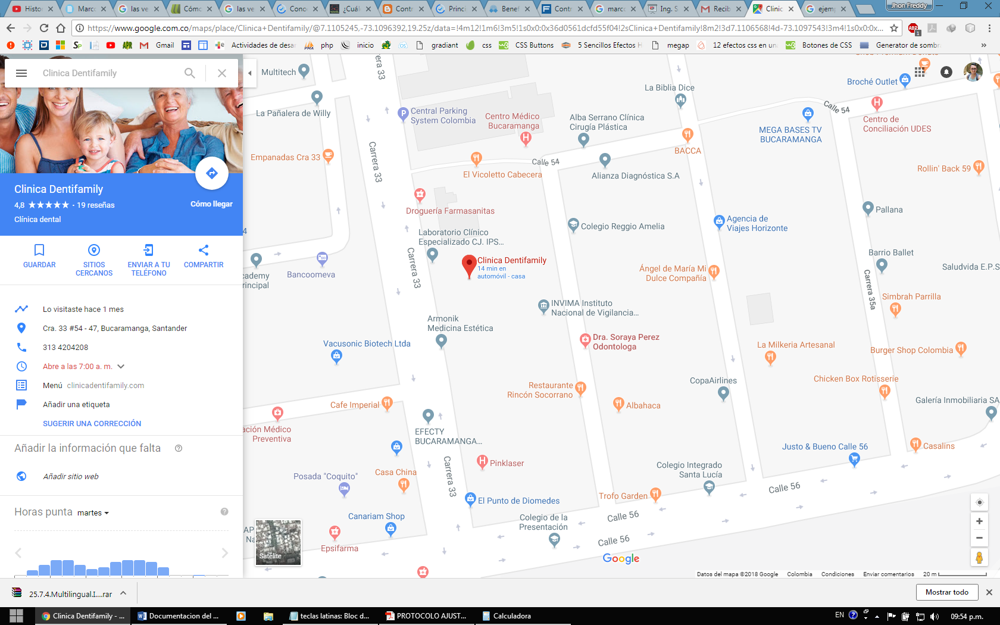 Histo
Marco
las ve
Cómo
las ve
Cono
¿Cuál
Contr
Princi
Benef
Contr
marco
Ing. S
Recib
Clinic
ejemp
Jhon Freddy
https://www.google.com.co/maps/place/Clinica+Dentifamily/@7.1105245,-73.1096392,19.25z/data=!4m12!1m6!3m5!1s0x0:0x36d0561dcfd55f04!2sClinica+Dentifamily!8m2!3d7.1106568!4d-73.1097543!3m4!1s0x0:0x...
ABP
1
Gmail
Actividades de desar
php
inicio
gradiant
css
CSS Buttons
5 Sencillos Efectos H
megap
12 efectos css en un
Botones de CSS
Generator de sombr
»
Clinica Dentifamily
Clinica Dentifamily
4,8 ★★★★★ · 19 reseñas
Clínica dental
Cómo llegar
GUARDAR
SITIOS
CERCANOS
ENVIAR A TU
TELÉFONO
COMPARTIR
Lo visitaste hace 1 mes
Cra. 33 #54 - 47, Bucaramanga, Santander
313 4204208
Abre a las 7:00 a. m.
Menú clinicadentifamily.com
Añadir una etiqueta
SUGERIR UNA CORRECCIÓN
Añadir la información que falta
Añadir sitio web
Horas punta martes
Multitech
La Pañalera de Willy
Carrera 33
Central Parking
System Colombia
Centro Médico
Bucaramanga
Alba Serrano Clínica
Cirugía Plástica
La Biblia Dice
Broché Outlet
Calle 54
Centro de
Conciliación UDES
MEGA BASES TV
BUCARAMANGA
BACCA
Empanadas Cra 33
Carrera 33
Calle 54
El Vicoletto Cabecera
Alianza Diagnóstica S.A
Rollin' Back 59
Droguería Farmasanitas
Pallana
Agencia de
Viajes Horizonte
Colegio Reggio Amelia
4
Laboratorio Clínico
Especializado CJ. IPS...
Barrio Ballet
Clinica Dentifamily
14 min en
automóvil - casa
Carrera 33
Saludvida E.P.S
Ángel de María Mi
Dulce Compañía
cademy
rincipal
Bancoomeva
Carrera 35a
Simbrah Parrilla
INVIMA Instituto
Nacional de Vigilancia...
Armonik
Medicina Estética
Dra. Soraya Perez
Odontologa
Vacusonic Biotech Ltda
La Milkeria Artesanal
Burger Shop Colombia
CopaAirlines
Chicken Box Rotisserie
Restaurante
Rincón Socorrano
Galería Inmobiliaria SA
Cafe Imperial
Albahaca
ación Médico
Preventiva
EFECTY
BUCARAMANGA...
Justo & Bueno Calle 56
Casalins
Pinklaser
Colegio Integrado
Santa Lucía
Posada "Coquito"
Casa China
Carrera 33
Calle 56
Trofo Garden
El Punto de Diomedes
Canariam Shop
Colegio de la
Presentación
Calle 56
AP
Na
Epsifarma
Calle 56
Satélite
Google
Datos del mapa ©2018 Google
Colombia
Condiciones
Enviar comentarios
20 m
25.7.4.Multilingual.I....rar
Mostrar todo
Clinica Dentifamily - ...
Documentacion del ...
teclas latinas: Bloc d...
PROTOCOLO AJUST...
Calculadora
EN
09:54 p.m.